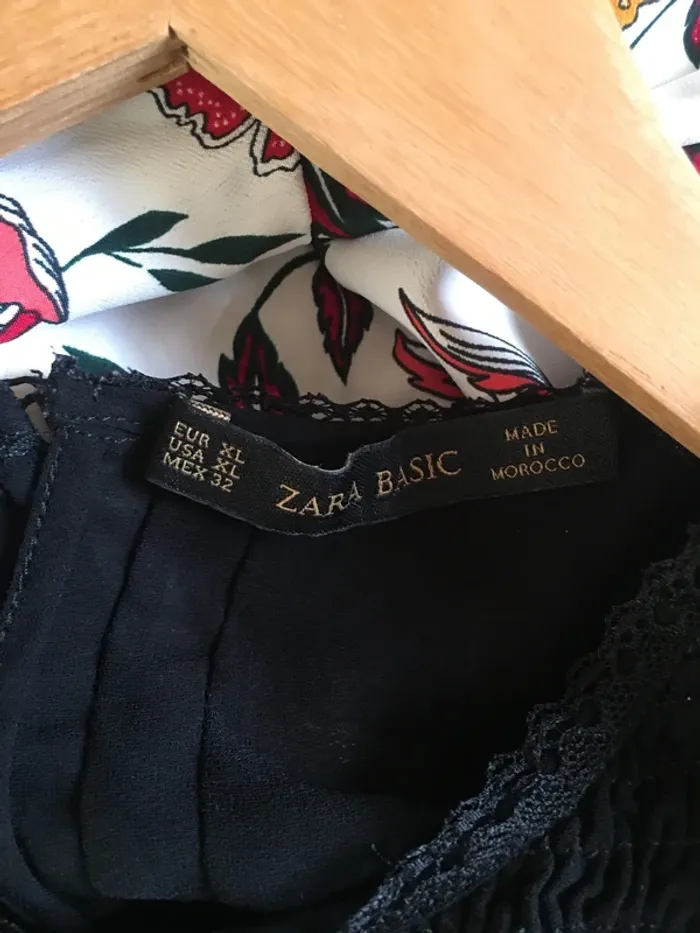 EUR XL
USA XL
MEX 32
ZARA BASIC
MADE
IN
MOROCCO